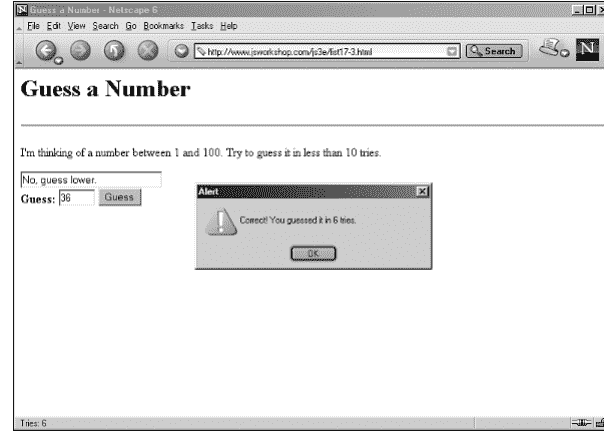 Guess a Number - Netscape 6
File Edit View Search Go Bookmarks Tasks Help
http://www.jsworkshop.com/js3e/list17-3.html Search N
Guess a Number
I'm thinking of a number between 1 and 100. Try to guess it in less than 10 tries.
No, guess lower.
Guess: 36 Guess
Alert
Correct! You guessed it in 6 tries.
OK
Tries: 6